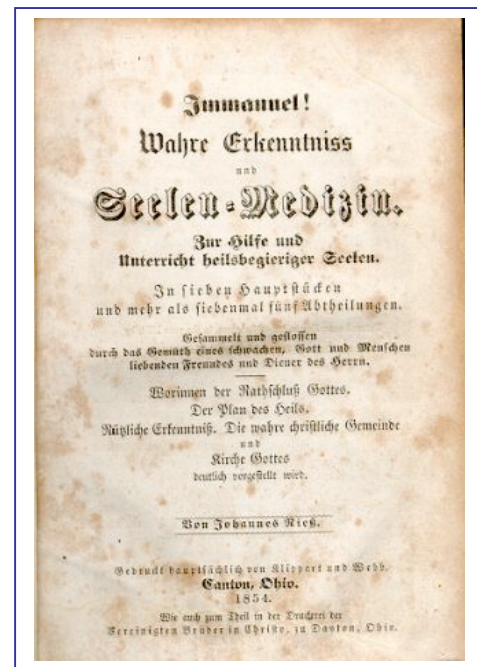 Immanuel!
Wahre Erkenntniss
und
Seelen-Medizin.
Zur Hilfe und
Unterricht heilsbegieriger Seelen.
In sieben Hauptstücken
und mehr als siebenmal fünf Abtheilungen.
Gesammelt und geflossen
durch das Gemüth eines schwachen, Gott und Menschen
liebenden Freundes und Diener des Herrn.
Worinnen der Rathschluß Gottes.
Der Plan des Heils.
Nützliche Erkenntniß. Die wahre christliche Gemeinde
und
Kirche Gottes
deutlich vorgestellt wird.
Von Johannes Rieß.
Gedruckt hauptsächlich von Klippart und Webb.
Canton, Ohio.
1854.
Wie auch zum Theil in der Druckerei der
Vereinigten Brüder in Christo, zu Dayton, Ohio.